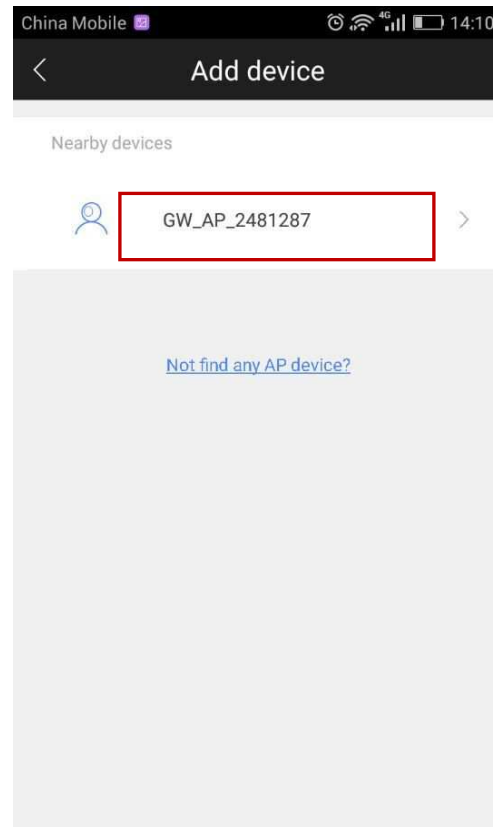 China Mobile 4G 14:10
Add device
Nearby devices
GW_AP_2481287
Not find any AP device?